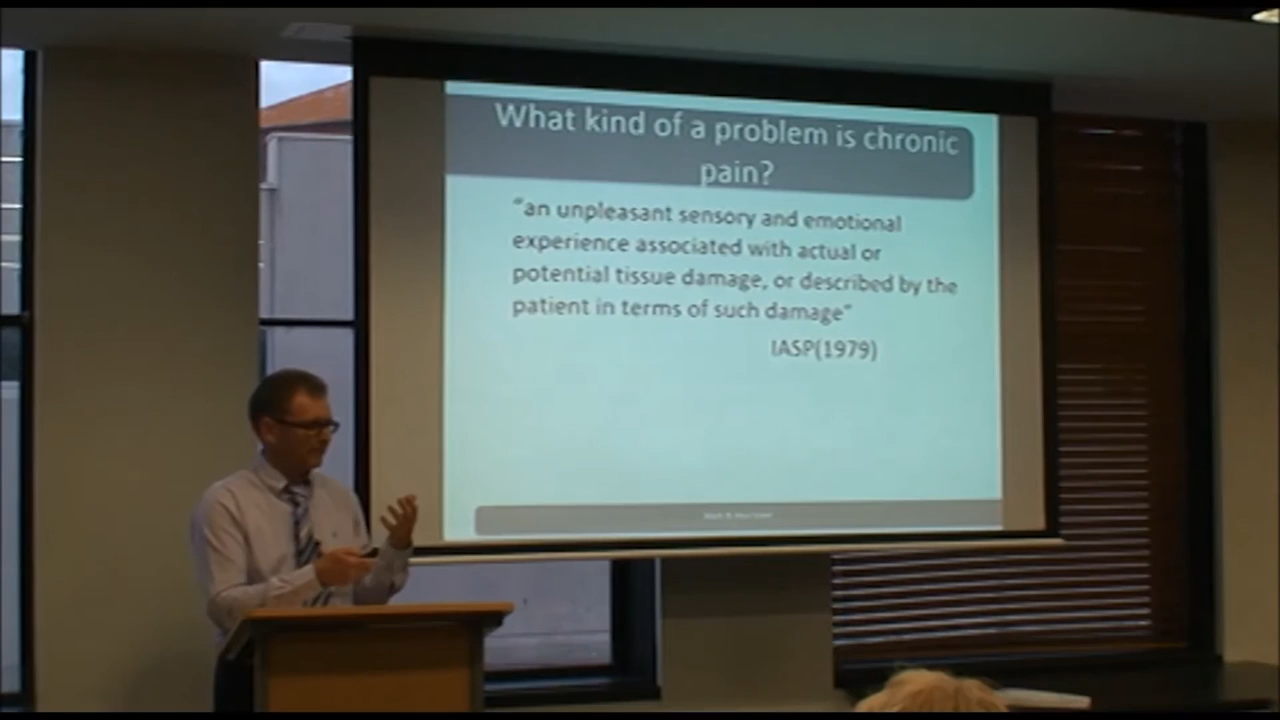 What kind of a problem is chronic
pain?
“an unpleasant sensory and emotional
experience associated with actual or
potential tissue damage, or described by the
patient in terms of such damage”
IASP(1979)